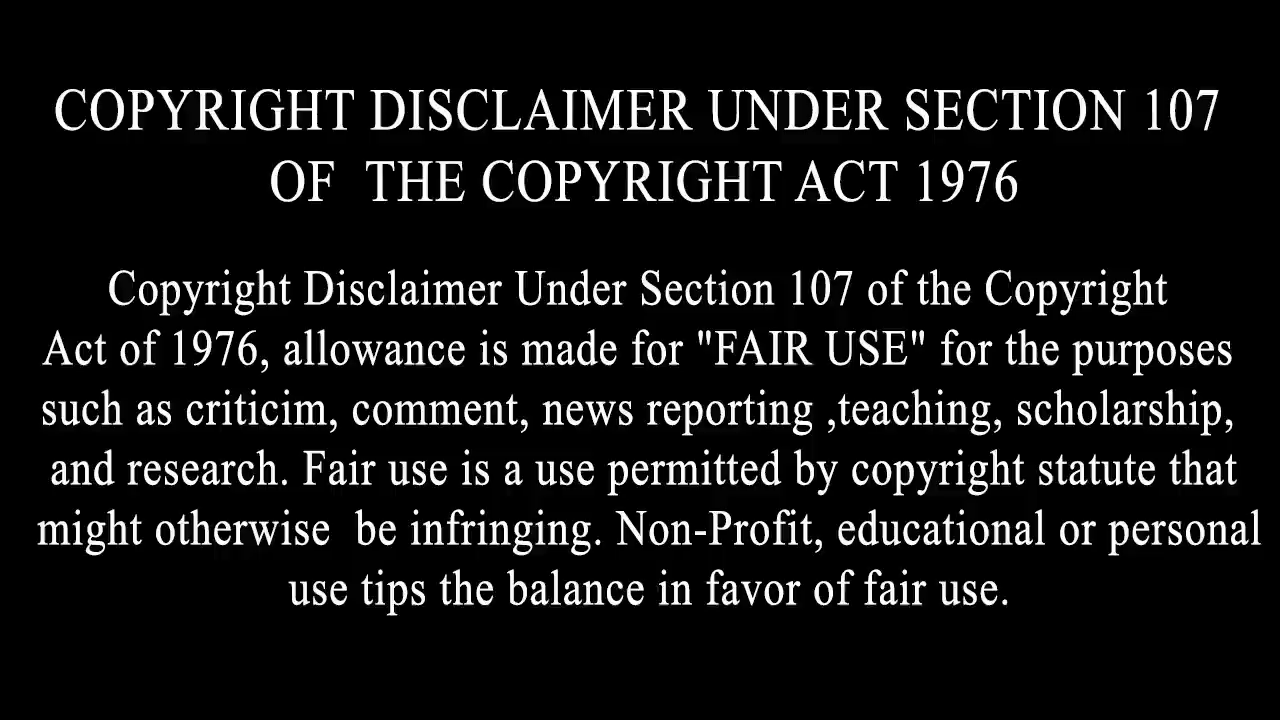 COPYRIGHT DISCLAIMER UNDER SECTION 107
OF THE COPYRIGHT ACT 1976
Copyright Disclaimer Under Section 107 of the Copyright
Act of 1976, allowance is made for "FAIR USE" for the purposes
such as criticim, comment, news reporting ,teaching, scholarship,
and research. Fair use is a use permitted by copyright statute that
might otherwise be infringing. Non-Profit, educational or personal
use tips the balance in favor of fair use.